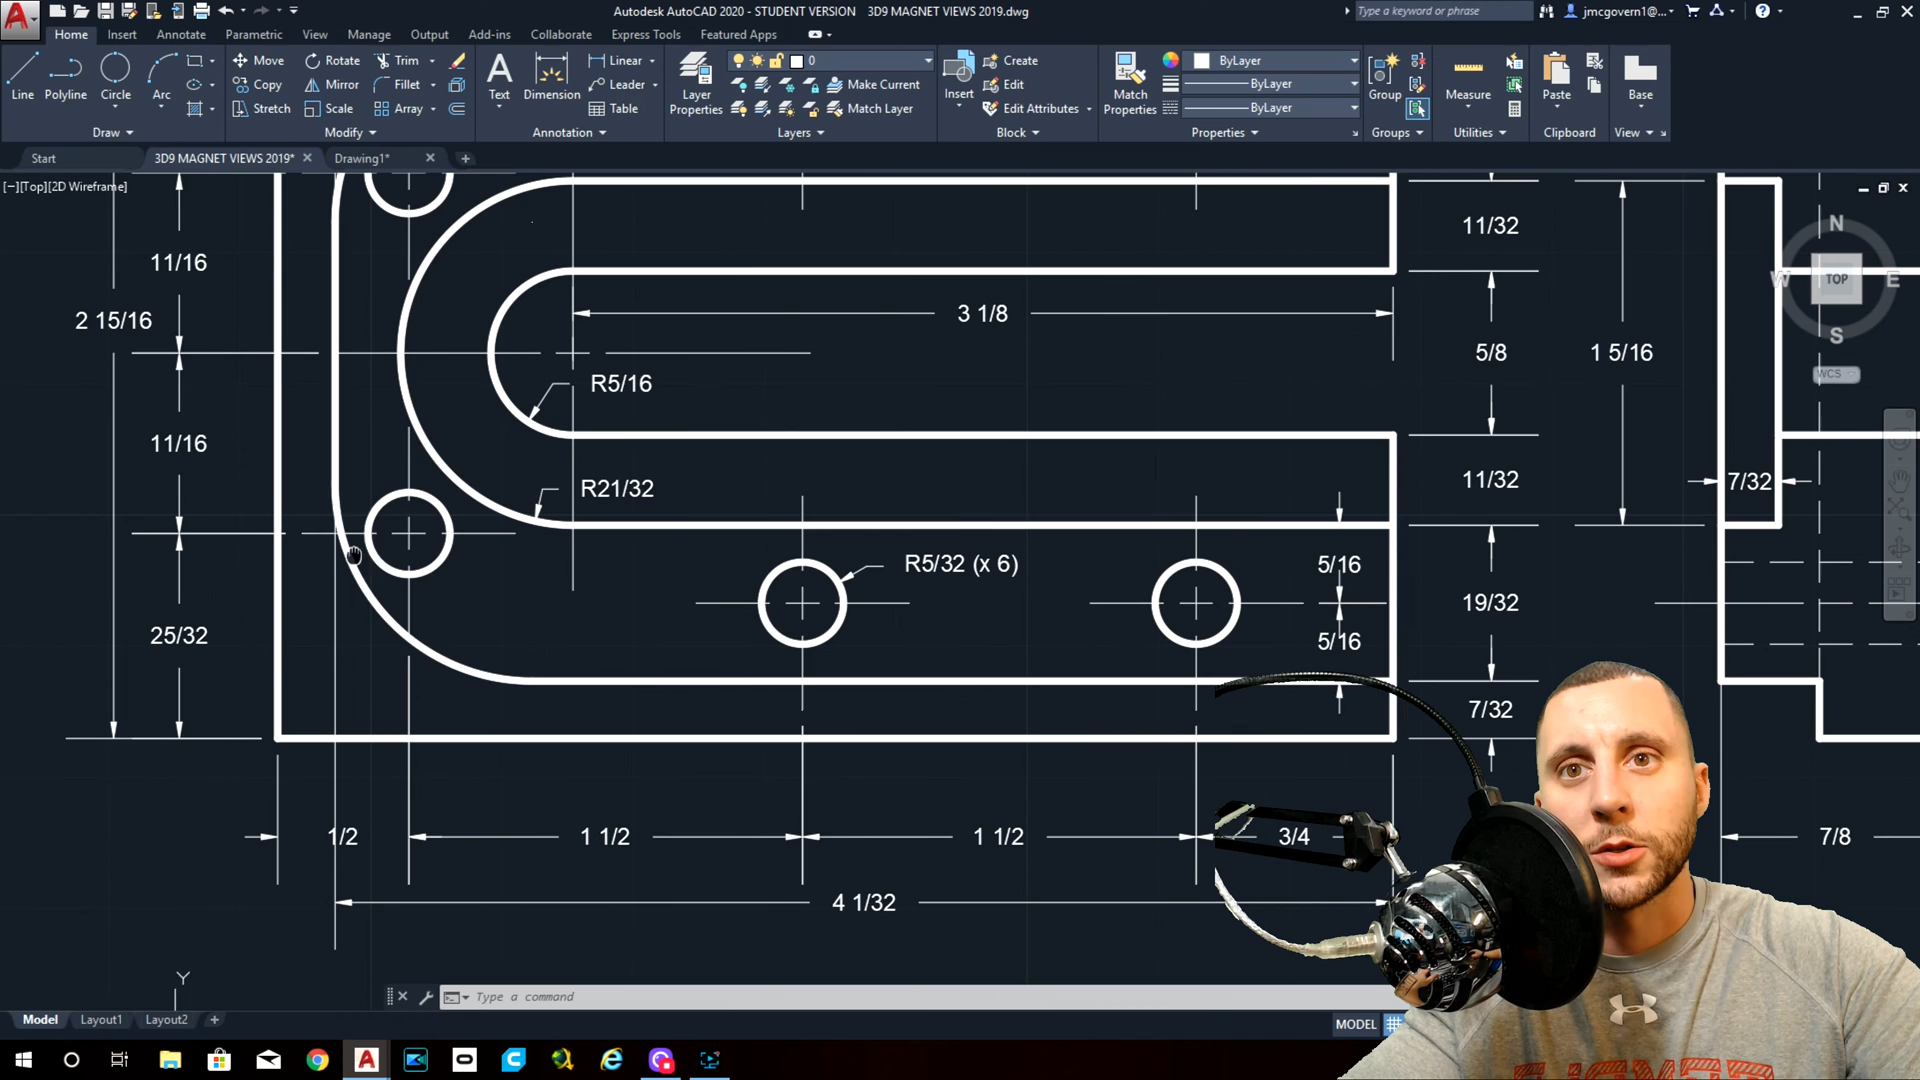 Autodesk AutoCAD 2020 - STUDENT VERSION 3D9 MAGNET VIEWS 2019.dwg
Type a keyword or phrase
jmcgovern1@...
Home Insert Annotate Parametric View Manage Output Add-ins Collaborate Express Tools Featured Apps
Line Polyline Circle Arc
Move Rotate Trim
Copy Mirror Fillet
Stretch Scale Array
Text Dimension
Linear
Leader
Table
Layer Properties
0
Make Current
Match Layer
Insert
Create
Edit
Edit Attributes
Match Properties
ByLayer
ByLayer
ByLayer
Group Measure Paste Base
Draw Modify Annotation Layers Block Properties Groups Utilities Clipboard View
Start 3D9 MAGNET VIEWS 2019* Drawing1*
[−][Top][2D Wireframe]
N
W TOP E
S
WCS
11/16
2 15/16
11/16
25/32
3 1/8
R5/16
R21/32
R5/32 (x 6)
11/32
5/8
1 5/16
11/32
7/32
5/16
19/32
5/16
7/32
1/2
1 1/2
1 1/2
3/4
7/8
4 1/32
Y
Type a command
Model Layout1 Layout2
MODEL